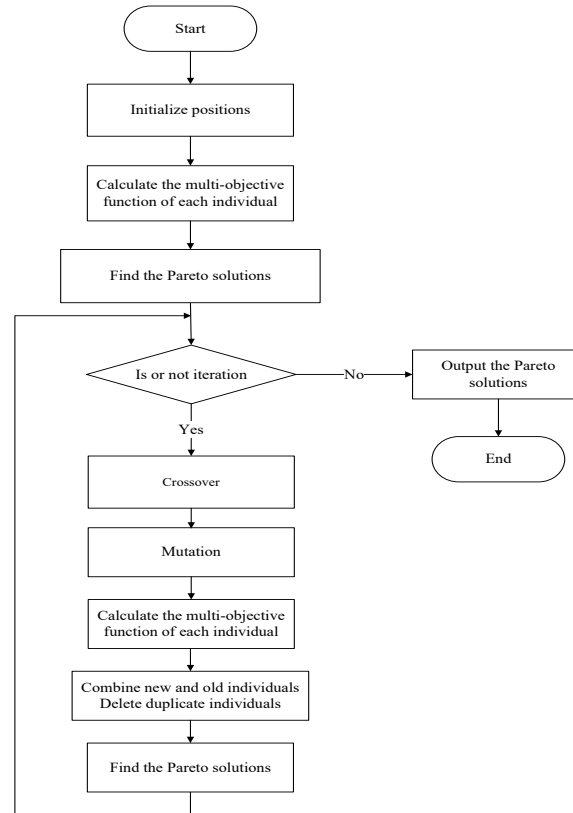 Start
Initialize positions
Calculate the multi-objective
function of each individual
Find the Pareto solutions
Is or not iteration
No
Output the Pareto
solutions
End
Yes
Crossover
Mutation
Calculate the multi-objective
function of each individual
Combine new and old individuals
Delete duplicate individuals
Find the Pareto solutions